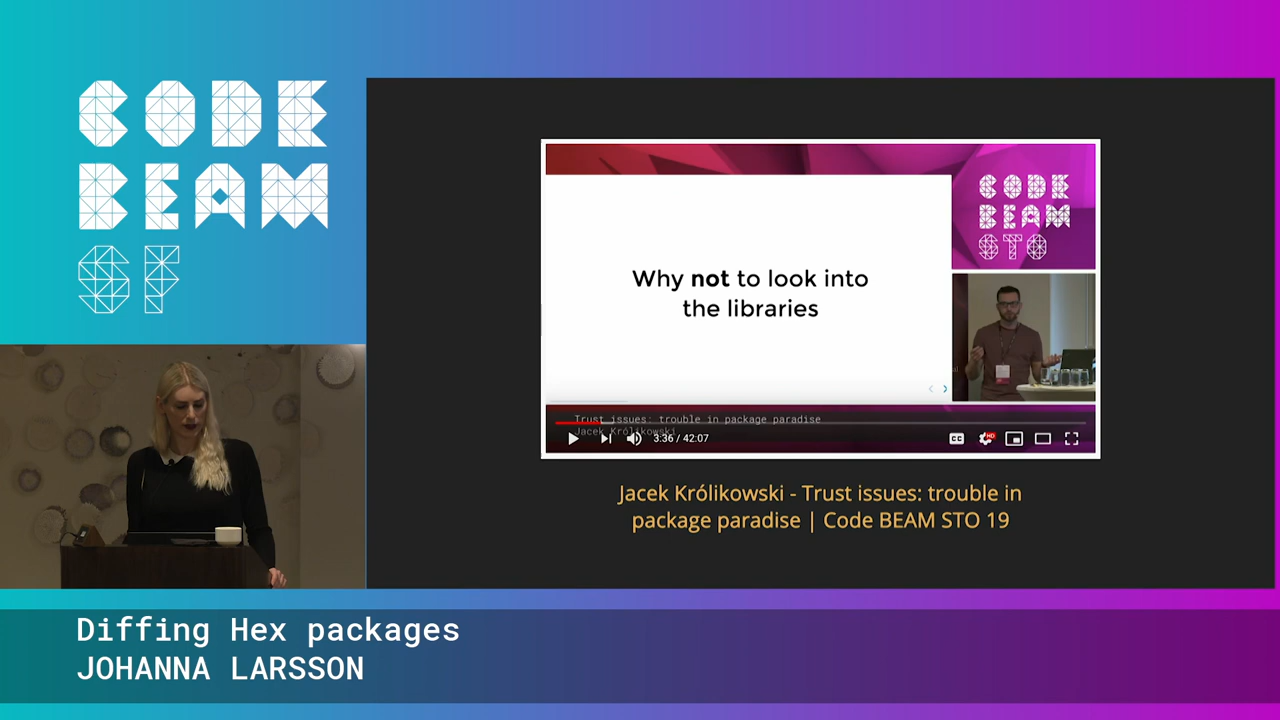 CODE
BEAM
SF
Why not to look into
the libraries
CODE
BEAM
STO
Trust issues: trouble in package paradise
Jacek Królikowski
3:36 / 42:07
CC
HD
Jacek Królikowski - Trust issues: trouble in
package paradise | Code BEAM STO 19
Diffing Hex packages
JOHANNA LARSSON